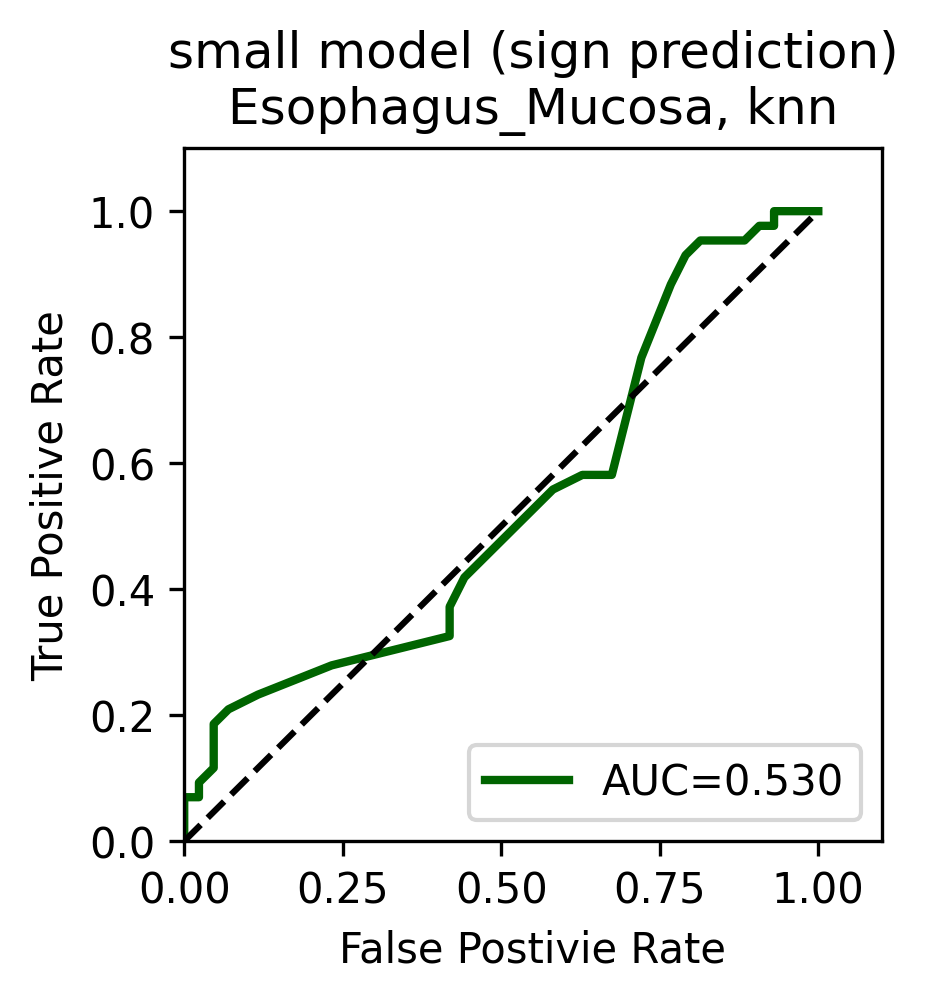 small model (sign prediction)
Esophagus_Mucosa, knn
1.0
0.8
0.6
0.4
0.2
0.0
True Positive Rate
AUC=0.530
0.00 0.25 0.50 0.75 1.00
False Postivie Rate